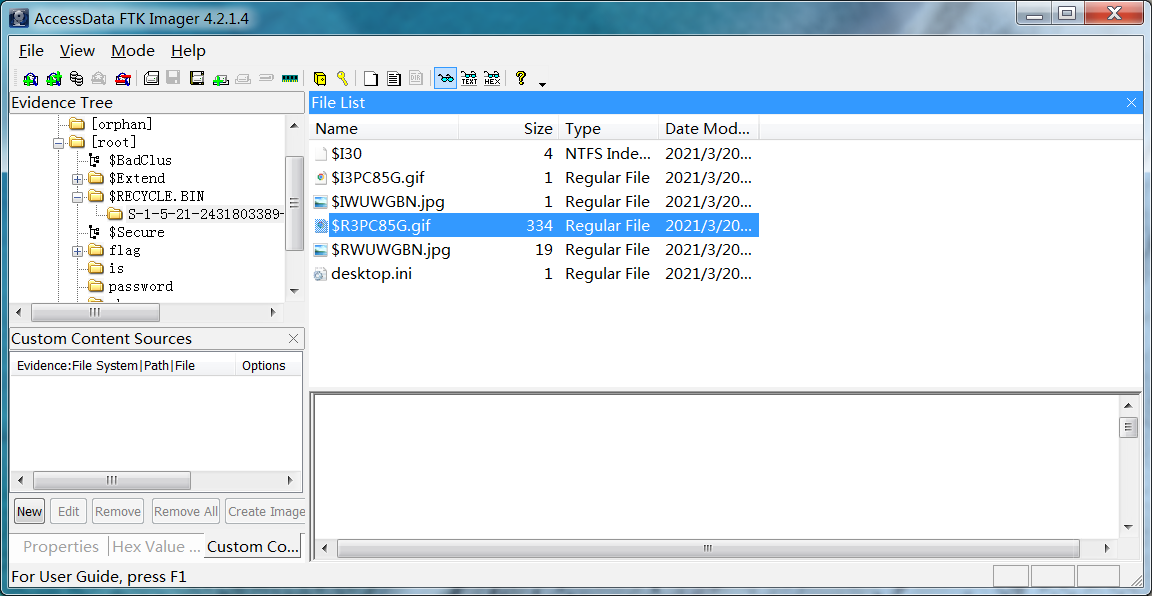 AccessData FTK Imager 4.2.1.4
File View Mode Help
TEXT HEX ?
Evidence Tree
[orphan]
[root]
$BadClus
$Extend
$RECYCLE.BIN
S-1-5-21-2431803389-
$Secure
flag
is
password
File List
Name Size Type Date Mod...
$I30 4 NTFS Inde... 2021/3/20...
$I3PC85G.gif 1 Regular File 2021/3/20...
$IWUWGBN.jpg 1 Regular File 2021/3/20...
$R3PC85G.gif 334 Regular File 2021/3/20...
$RWUWGBN.jpg 19 Regular File 2021/3/20...
desktop.ini 1 Regular File 2021/3/20...
Custom Content Sources
Evidence:File System|Path|File Options
New Edit Remove Remove All Create Image
Properties Hex Value ... Custom Co...
For User Guide, press F1